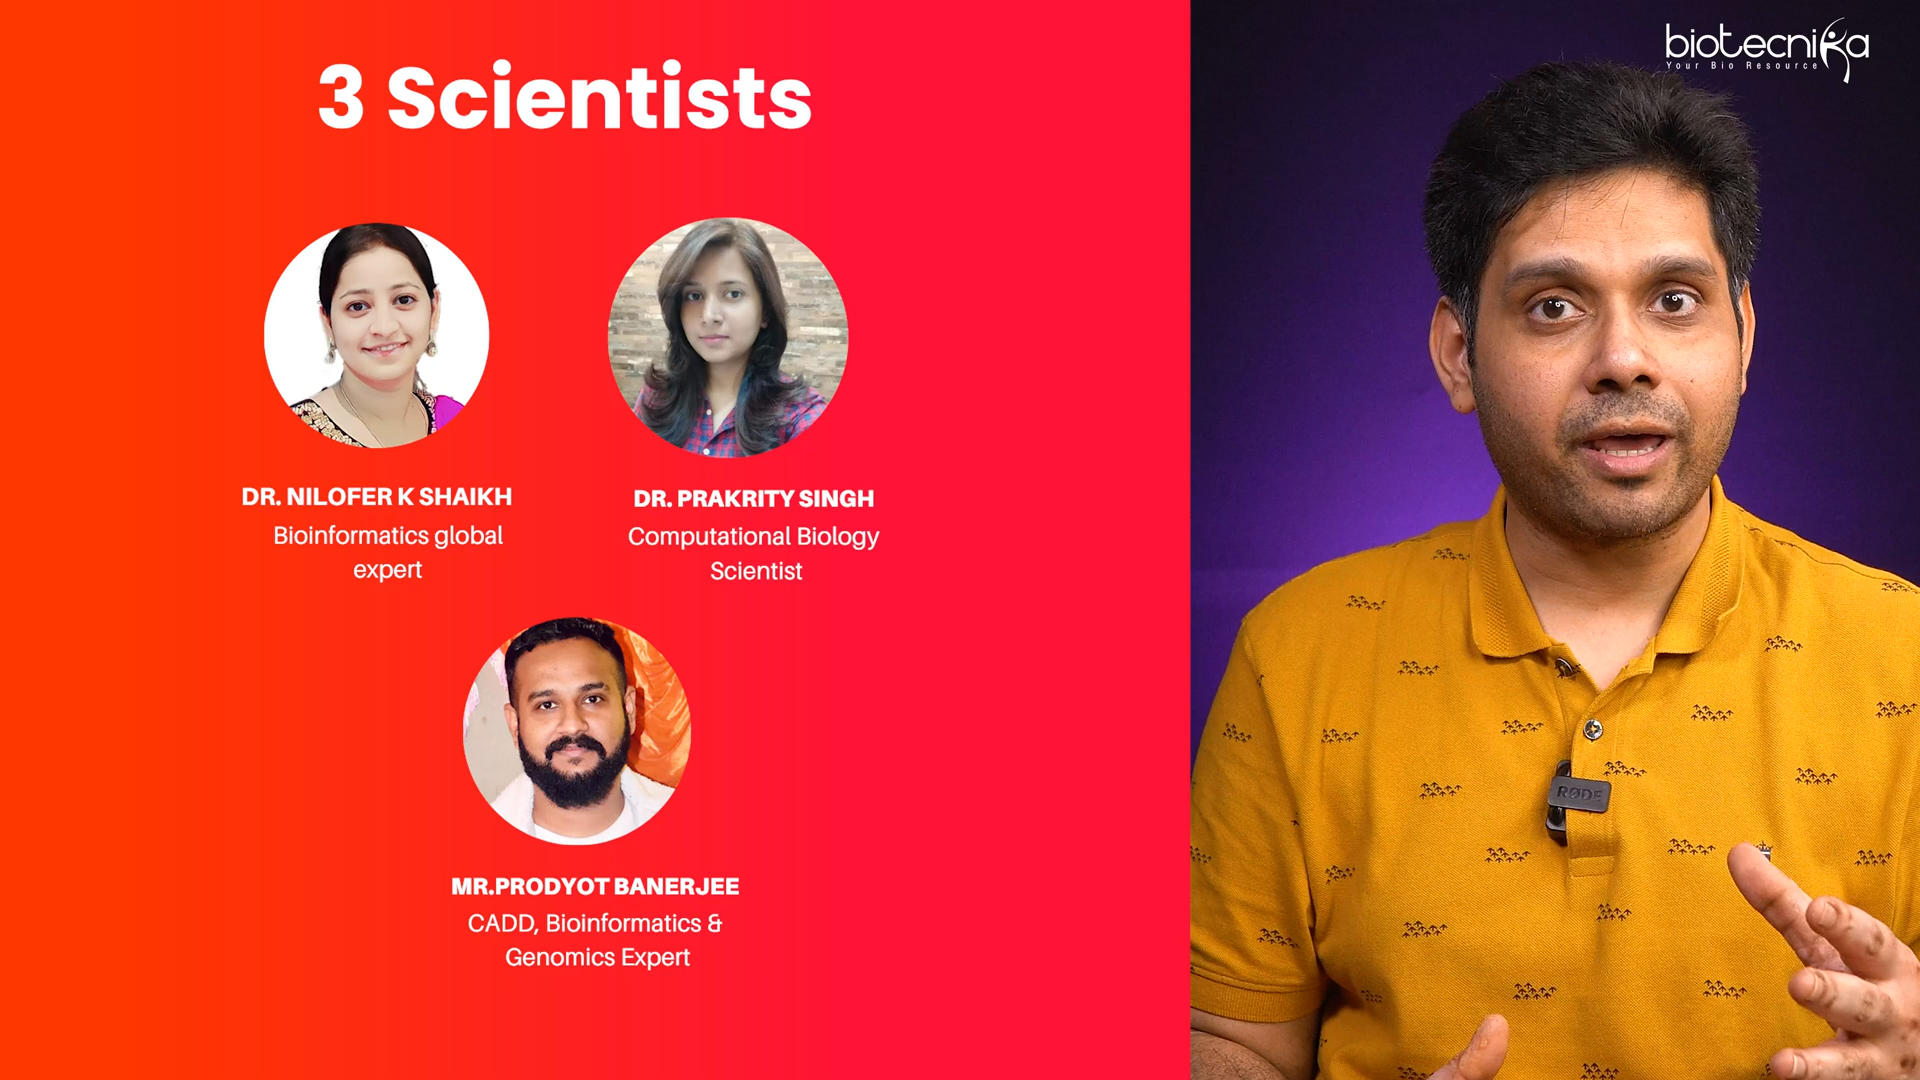 3 Scientists
DR. NILOFER K SHAIKH
Bioinformatics global
expert
DR. PRAKRITY SINGH
Computational Biology
Scientist
MR.PRODYOT BANERJEE
CADD, Bioinformatics &
Genomics Expert
biotecnika
Your Bio Resource
RØDE